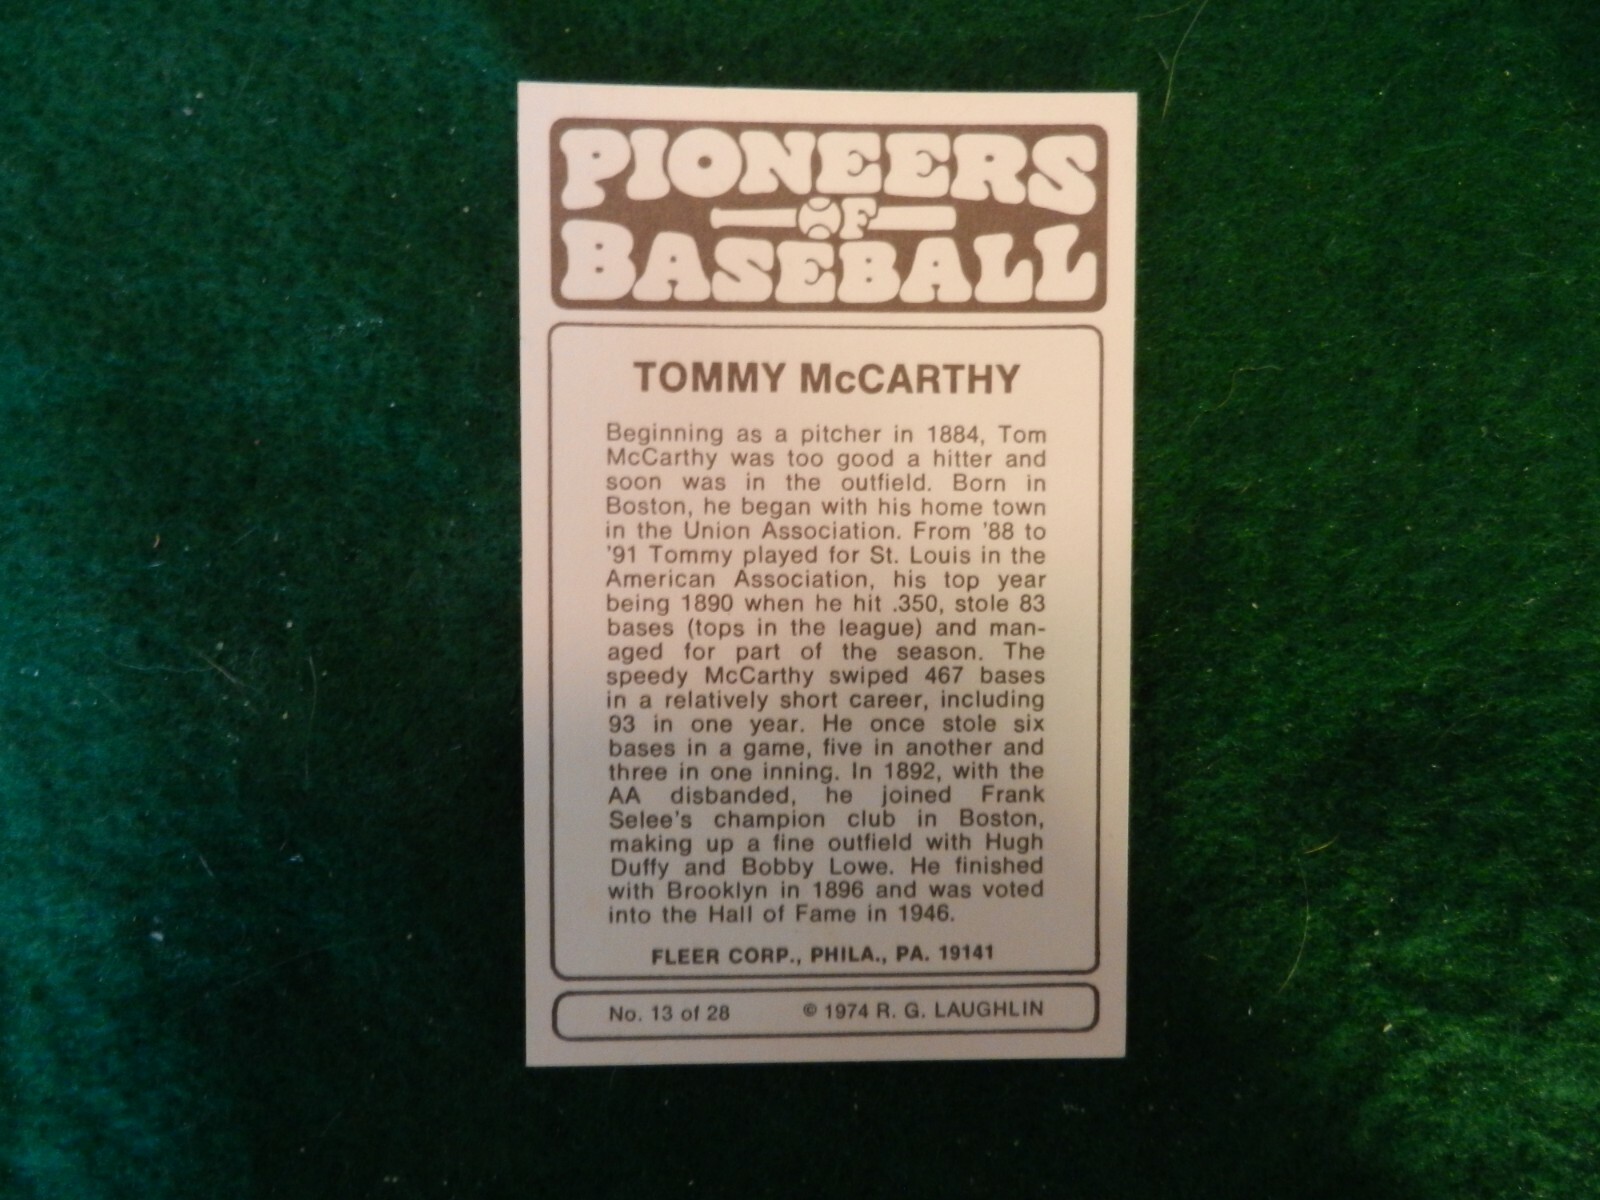 PIONEERS
OF
BASEBALL
TOMMY McCARTHY
Beginning as a pitcher in 1884, Tom
McCarthy was too good a hitter and
soon was in the outfield. Born in
Boston, he began with his home town
in the Union Association. From '88 to
'91 Tommy played for St. Louis in the
American Association, his top year
being 1890 when he hit .350, stole 83
bases (tops in the league) and man-
aged for part of the season. The
speedy McCarthy swiped 467 bases
in a relatively short career, including
93 in one year. He once stole six
bases in a game, five in another and
three in one inning. In 1892, with the
AA disbanded, he joined Frank
Selee's champion club in Boston,
making up a fine outfield with Hugh
Duffy and Bobby Lowe. He finished
with Brooklyn in 1896 and was voted
into the Hall of Fame in 1946.
FLEER CORP., PHILA., PA. 19141
No. 13 of 28 © 1974 R. G. LAUGHLIN